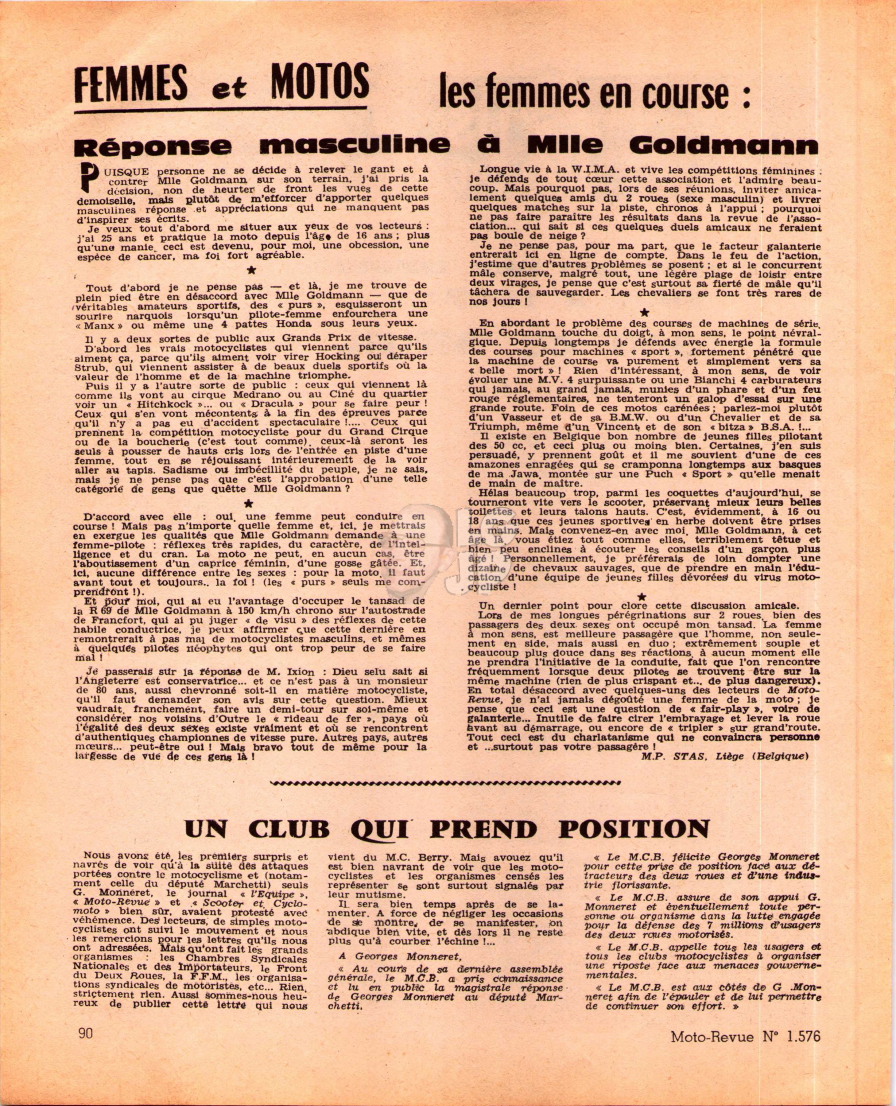 FEMMES et MOTOS
les femmes en course :
Réponse masculine à Mlle Goldmann
PUISQUE personne ne se décide à relever le gant et à
contrer Mlle Goldmann sur son terrain, j'ai pris la
décision, non de heurter de front les vues de cette
demoiselle, mais plutôt de m'efforcer d'apporter quelques
masculines réponse et appréciations qui ne manquent pas
d'inspirer ses écrits.
Je veux tout d'abord me situer aux yeux de vos lecteurs :
j'ai 25 ans et pratique la moto depuis l'âge de 16 ans ; plus
qu'une manie, ceci est devenu, pour moi, une obcession, une
espéce de cancer, ma foi fort agréable.
★
Tout d'abord je ne pense pas — et là, je me trouve de
plein pied être en désaccord avec Mlle Goldmann — que de
véritables amateurs sportifs, des « purs », esquisseront un
sourire narquois lorsqu'un pilote-femme enfourchera une
« Manx » ou même une 4 pattes Honda sous leurs yeux.
Il y a deux sortes de public aux Grands Prix de vitesse.
D'abord les vrais motocyclistes qui viennent parce qu'ils
aiment ça, parce qu'ils aiment voir virer Hocking ou déraper
Strub, qui viennent assister à de beaux duels sportifs où la
valeur de l'homme et de la machine triomphe.
Puis il y a l'autre sorte de public : ceux qui viennent là
comme ils vont au cirque Medrano ou au Ciné du quartier
voir un « Hitchkock »... ou « Dracula » pour se faire peur !
Ceux qui s'en vont mécontents à la fin des épreuves parce
qu'il n'y a pas eu d'accident spectaculaire !.... Ceux qui
prennent la compétition motocycliste pour du Grand Cirque
ou de la boucherie (c'est tout comme), ceux-là seront les
seuls à pousser de hauts cris lors de l'entrée en piste d'une
femme, tout en se réjouissant intérieurement de la voir
aller au tapis. Sadisme ou imbécillité du peuple, je ne sais,
mais je ne pense pas que c'est l'approbation d'une telle
catégorie de gens que quêtte Mlle Goldmann ?
★
D'accord avec elle : oui, une femme peut conduire en
course ! Mais pas n'importe quelle femme et, ici, je mettrais
en exergue les qualités que Mlle Goldmann demande à une
femme-pilote : réflexes très rapides, du caractère, de l'intel-
ligence et du cran. La moto ne peut, en aucun cas, être
l'aboutissement d'un caprice féminin, d'une gosse gâtée. Et,
ici, aucune différence entre les sexes : pour la moto, il faut
avant tout et toujours, la foi ! (les « purs » seuls me com-
prendront !).
Et pour moi, qui ai eu l'avantage d'occuper le tansad de
la R 69 de Mlle Goldmann à 150 km/h chrono sur l'autostrade
de Francfort, qui ai pu juger « de visu » des réflexes de cette
habile conductrice, je peux affirmer que cette dernière en
remontrerait à pas mal de motocyclistes masculins, et mêmes
à quelques pilotes néophytes qui ont trop peur de se faire
mal !
Je passerais sur la réponse de M. Ixion : Dieu selu sait si
l'Angleterre est conservatrice... et ce n'est pas à un monsieur
de 80 ans, aussi chevronné soit-il en matière motocycliste,
qu'il faut demander son avis sur cette question. Mieux
vaudrait, franchement, faire un demi-tour sur soi-même et
considérer nos voisins d'Outre le « rideau de fer », pays où
l'égalité des deux sexes existe vraiment et où se rencontrent
d'authentiques championnes de vitesse pure. Autres pays, autres
mœurs... peut-être oui ! Mais bravo tout de même pour la
largesse de vue de ces gens là !
Longue vie à la W.I.M.A. et vive les compétitions féminines :
je défends de tout cœur cette association et l'admire beau-
coup. Mais pourquoi pas, lors de ses réunions, inviter amica-
lement quelques amis du 2 roues (sexe masculin) et livrer
quelques matches sur la piste, chronos à l'appui ; pourquoi
ne pas faire paraître les résultats dans la revue de l'asso-
ciation... qui sait si ces quelques duels amicaux ne feraient
pas boule de neige ?
Je ne pense pas, pour ma part, que le facteur galanterie
entrerait ici en ligne de compte. Dans le feu de l'action,
j'estime que d'autres problèmes se posent ; et si le concurrent
mâle conserve, malgré tout, une légère plage de loisir entre
deux virages, je pense que c'est surtout sa fierté de mâle qu'il
tâchera de sauvegarder. Les chevaliers se font très rares de
nos jours !
★
En abordant le problème des courses de machines de série,
Mlle Goldmann touche du doigt, à mon sens, le point névral-
gique. Depuis longtemps je défends avec énergie la formule
des courses pour machines « sport », fortement pénétré que
la machine de course va purement et simplement vers sa
« belle mort » ! Rien d'intéressant, à mon sens, de voir
évoluer une M.V. 4 surpuissante ou une Bianchi 4 carburateurs
qui jamais, au grand jamais, munies d'un phare et d'un feu
rouge réglementaires, ne tenteront un galop d'essai sur une
grande route. Foin de ces motos carénées ; parlez-moi plutôt
d'un Vasseur et de sa B.M.W. ou d'un Chevalier et de sa
Triumph, même d'un Vincent et de son « bitza » B.S.A. !...
Il existe en Belgique bon nombre de jeunes filles pilotant
des 50 cc, et ceci plus ou moins bien. Certaines, j'en suis
persuadé, y prennent goût et il me souvient d'une de ces
amazones enragées qui se cramponna longtemps aux basques
de ma Jawa, montée sur une Puch « Sport » qu'elle menait
de main de maître.
Hélas beaucoup trop, parmi les coquettes d'aujourd'hui, se
tourneront vite vers le scooter, préservant mieux leurs belles
toilettes et leurs talons hauts. C'est, évidemment, à 16 ou
18 ans que ces jeunes sportives en herbe doivent être prises
en mains. Mais convenez-en avec moi, Mlle Goldmann, à cet
âge là, vous étiez tout comme elles, terriblement têtue et
bien peu enclines à écouter les conseils d'un garçon plus
âgé ! Personnellement, je préférerais de loin dompter une
dizaine de chevaux sauvages, que de prendre en main l'édu-
cation d'une équipe de jeunes filles dévorées du virus moto-
cycliste !
★
Un dernier point pour clore cette discussion amicale.
Lors de mes longues pérégrinations sur 2 roues, bien des
passagers des deux sexes ont occupé mon tansad. La femme
à mon sens, est meilleure passagère que l'homme, non seule-
ment en side, mais aussi en duo ; extrêmement souple et
beaucoup plus douce dans ses réactions, à aucun moment elle
ne prendra l'initiative de la conduite, fait que l'on rencontre
fréquemment lorsque deux pilotes se trouvent être sur la
même machine (rien de plus crispant et... de plus dangereux).
En total désaccord avec quelques-uns des lecteurs de Moto-
Revue, je n'ai jamais dégoûté une femme de la moto ; je
pense que ceci est une question de « fair-play », voire de
galanterie... Inutile de faire cirer l'embrayage et lever la roue
avant au démarrage, ou encore de « tripler » sur grand'route.
Tout ceci est du charlatanisme qui ne convaincra personne
et ...surtout pas votre passagère !
M.P. STAS, Liège (Belgique)
UN CLUB QUI PREND POSITION
Nous avons été les premiers surpris et
navrés de voir qu'à la suite des attaques
portées contre le motocyclisme et (notam-
ment celle du député Marchetti) seuls
G. Monneret, le journal « l'Equipe »,
« Moto-Revue » et « Scooter et Cyclo-
moto » bien sûr, avaient protesté avec
véhémence. Des lecteurs, de simples moto-
cyclistes ont suivi le mouvement et nous
les remercions pour les lettres qu'ils nous
ont adressées. Mais qu'ont fait les grands
organismes : les Chambres Syndicales
Nationales et des Importateurs, le Front
du Deux Roues, la F.F.M., les organisa-
tions syndicales de motoristes, etc... Rien,
strictement rien. Aussi sommes-nous heu-
reux de publier cette lettre qui nous
vient du M.C. Berry. Mais avouez qu'il
est bien navrant de voir que les moto-
cyclistes et les organismes censés les
représenter se sont surtout signalés par
leur mutisme.
Il sera bien temps après de se la-
menter. A force de négliger les occasions
de se montrer, de se manifester, on
abdique bien vite, et dès lors il ne reste
plus qu'à courber l'échine !...
A Georges Monneret,
« Au cours de sa dernière assemblée
générale, le M.C.B. a pris connaissance
et lu en public la magistrale réponse
de Georges Monneret au député Mar-
chetti.
« Le M.C.B. félicite Georges Monneret
pour cette prise de position face aux dé-
tracteurs des deux roues et d'une indus-
trie florissante.
« Le M.C.B. assure de son appui G.
Monneret et éventuellement toute per-
sonne ou organisme dans la lutte engagée
pour la défense des 7 millions d'usagers
des deux roues motorisés.
« Le M.C.B. appelle tous les usagers et
tous les clubs motocyclistes à organiser
une riposte face aux menaces gouverne-
mentales.
« Le M.C.B. est aux côtés de G .Mon-
neret afin de l'épauler et de lui permettre
de continuer son effort. »
90
Moto-Revue N° 1.576